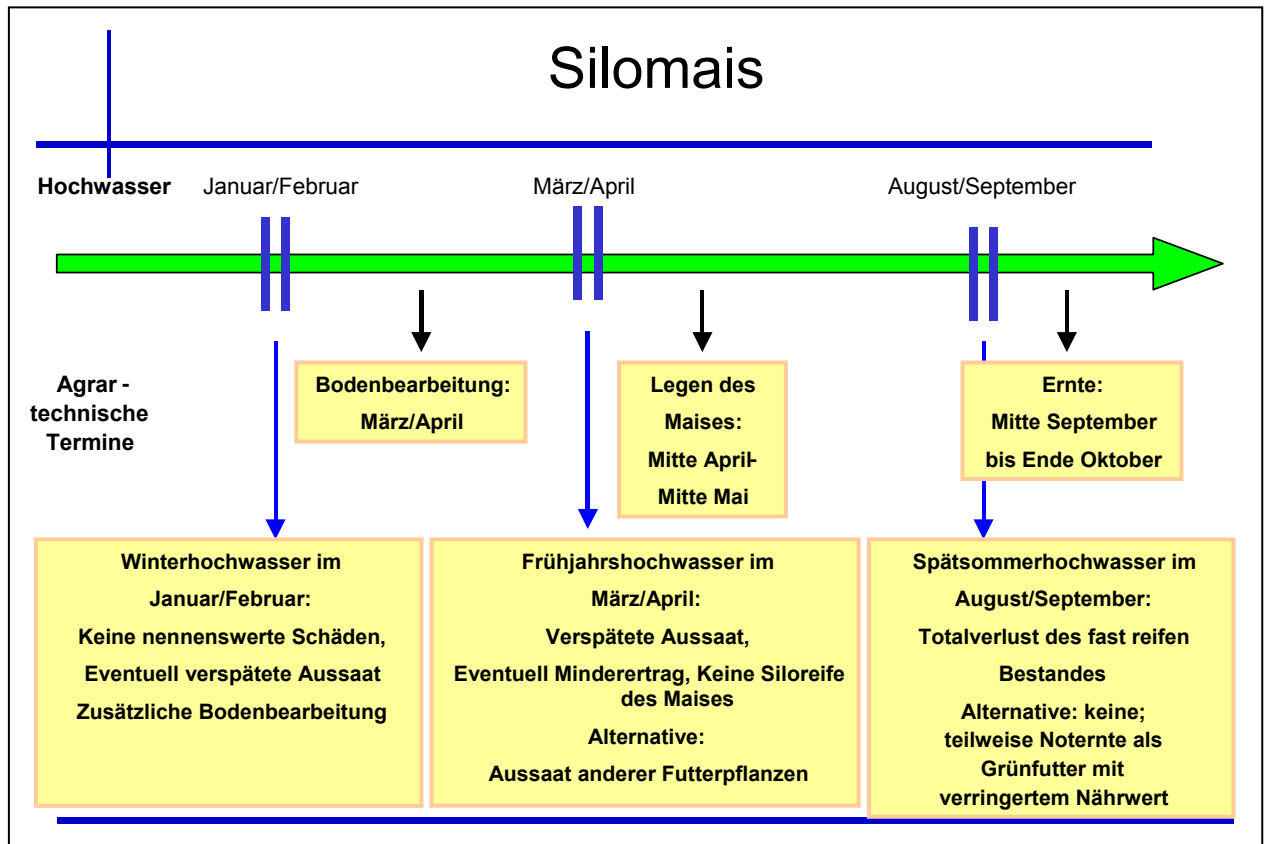 Silomais
Hochwasser
Januar/Februar
März/April
August/September
Agrar -
technische
Termine
Bodenbearbeitung:
März/April
Legen des
Maises:
Mitte April-
Mitte Mai
Ernte:
Mitte September
bis Ende Oktober
Winterhochwasser im
Januar/Februar:
Keine nennenswerte Schäden,
Eventuell verspätete Aussaat
Zusätzliche Bodenbearbeitung
Frühjahrshochwasser im
März/April:
Verspätete Aussaat,
Eventuell Minderertrag, Keine Siloreife
des Maises
Alternative:
Aussaat anderer Futterpflanzen
Spätsommerhochwasser im
August/September:
Totalverlust des fast reifen
Bestandes
Alternative: keine;
teilweise Noternte als
Grünfutter mit
verringertem Nährwert